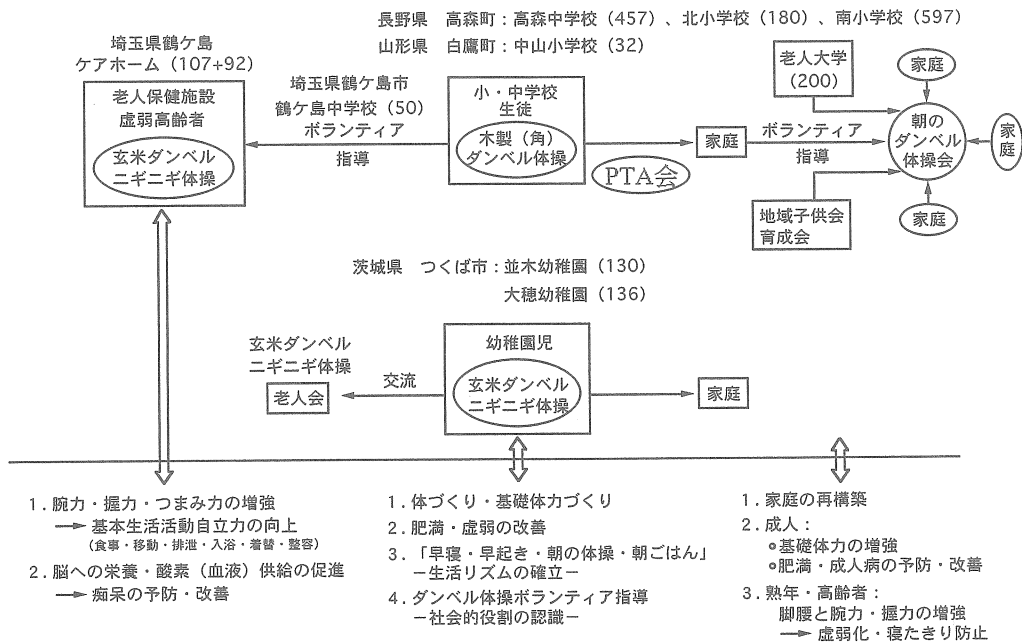 長野県　高森町：高森中学校（457）、北小学校（180）、南小学校（597）
山形県　白鷹町：中山小学校（32）
埼玉県鶴ケ島
ケアホーム（107+92）
老人保健施設
虚弱高齢者
玄米ダンベル
ニギニギ体操
埼玉県鶴ケ島市
鶴ケ島中学校（50）
ボランティア
指導
小・中学校
生徒
木製（角）
ダンベル体操
PTA会
家庭
ボランティア
指導
老人大学
(200)
家庭
朝の
ダンベル
体操会
家庭
家庭
地域子供会
育成会
茨城県　つくば市：並木幼稚園（130）
大穂幼稚園（136）
幼稚園児
玄米ダンベル
ニギニギ体操
玄米ダンベル
ニギニギ体操
交流
老人会
家庭
1. 腕力・握力・つまみ力の増強
→ 基本生活活動自立力の向上
（食事・移動・排泄・入浴・着替・整容）
2. 脳への栄養・酸素（血液）供給の促進
→ 痴呆の予防・改善
1. 体づくり・基礎体力づくり
2. 肥満・虚弱の改善
3. 「早寝・早起き・朝の体操・朝ごはん」
－生活リズムの確立－
4. ダンベル体操ボランティア指導
－社会的役割の認識－
1. 家庭の再構築
2. 成人：
◦基礎体力の増強
◦肥満・成人病の予防・改善
3. 熟年・高齢者：
脚腰と腕力・握力の増強
→ 虚弱化・寝たきり防止